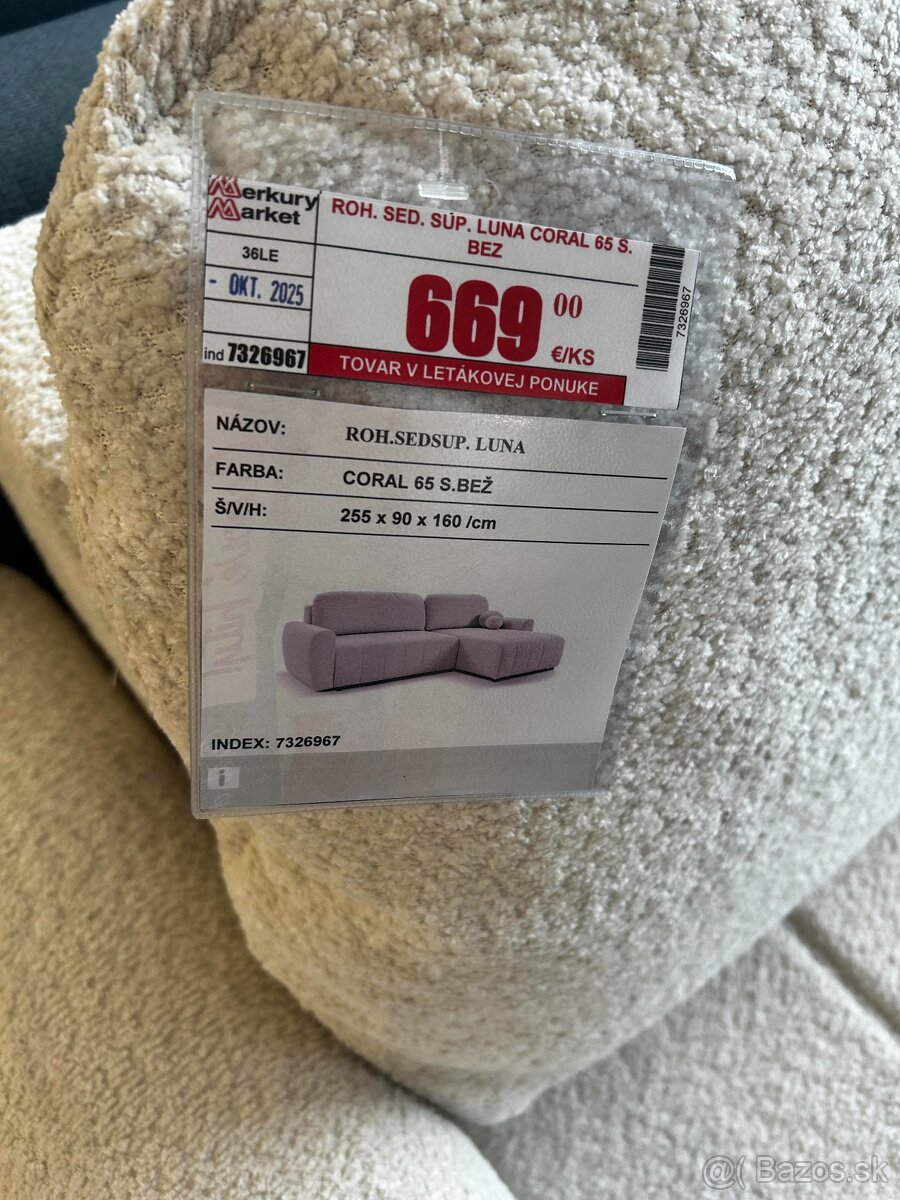 Merkury
Market
ROH. SED. SÚP. LUNA CORAL 65 S.
BEZ
36LE
- OKT. 2025
669 00
€/KS
ind 7326967
TOVAR V LETÁKOVEJ PONUKE
7326967
NÁZOV: ROH.SEDSUP. LUNA
FARBA: CORAL 65 S.BEŽ
Š/V/H: 255 x 90 x 160 /cm
INDEX: 7326967
i
@( Bazos.sk